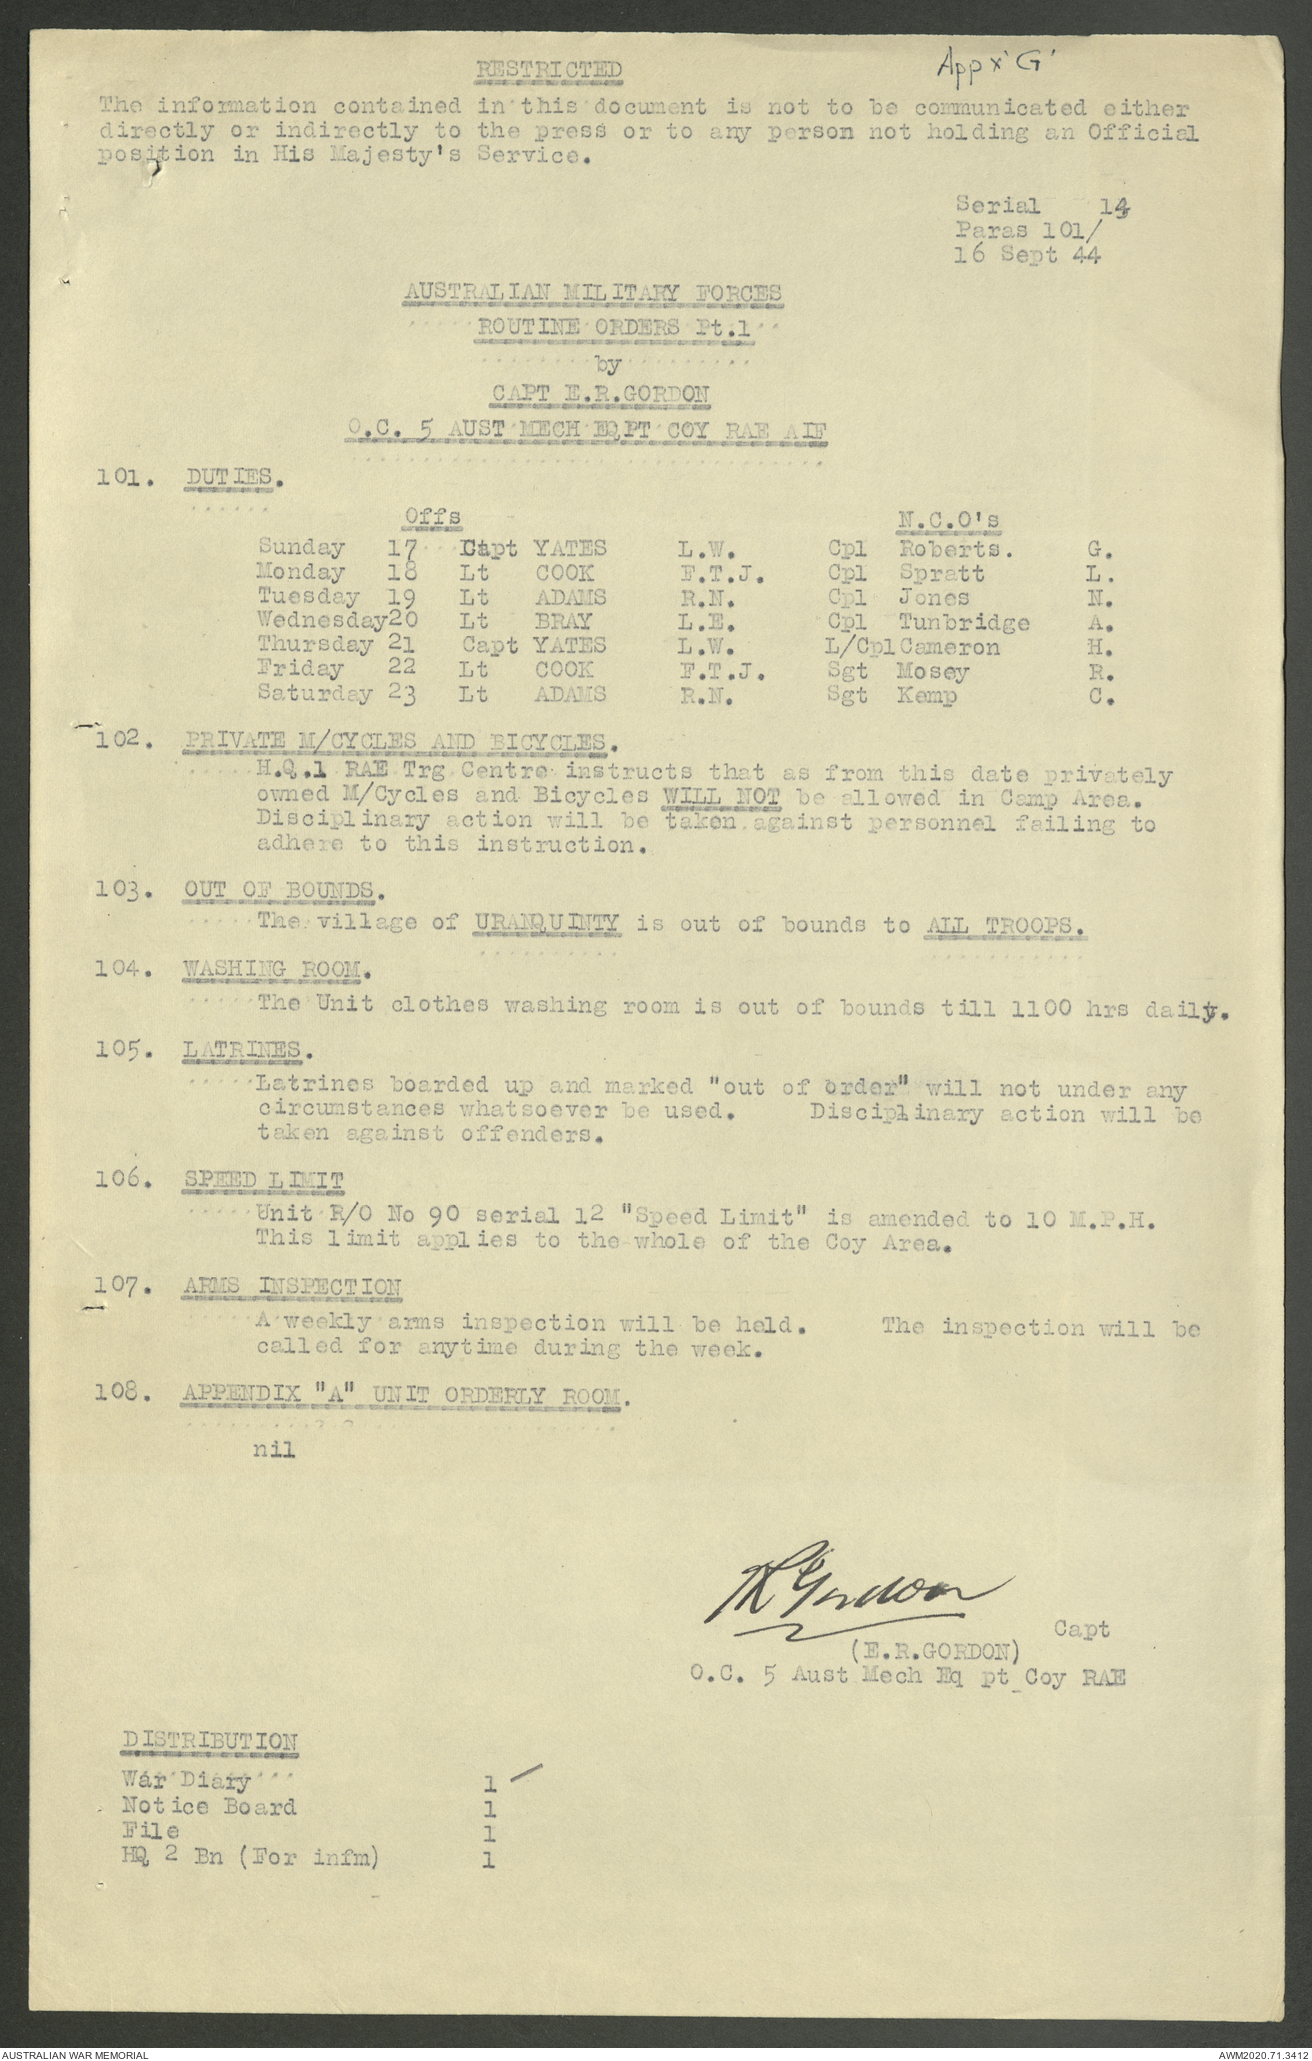 RESTRICTED
Appx 'G'
The information contained in this document is not to be communicated either
directly or indirectly to the press or to any person not holding an Official
position in His Majesty's Service.
Serial 14
Paras 101/
16 Sept 44
AUSTRALIAN MILITARY FORCES
ROUTINE ORDERS Pt.1
by
CAPT E.R.GORDON
O.C. 5 AUST MECH EQPT COY RAE AIF
101. DUTIES.
Offs N.C.O's
Sunday 17 Capt YATES L.W. Cpl Roberts. G.
Monday 18 Lt COOK F.T.J. Cpl Spratt L.
Tuesday 19 Lt ADAMS R.N. Cpl Jones N.
Wednesday20 Lt BRAY L.E. Cpl Tunbridge A.
Thursday 21 Capt YATES L.W. L/Cpl Cameron H.
Friday 22 Lt COOK F.T.J. Sgt Mosey R.
Saturday 23 Lt ADAMS R.N. Sgt Kemp C.
102. PRIVATE M/CYCLES AND BICYCLES.
H.Q.1 RAE Trg Centre instructs that as from this date privately
owned M/Cycles and Bicycles WILL NOT be allowed in Camp Area.
Disciplinary action will be taken against personnel failing to
adhere to this instruction.
103. OUT OF BOUNDS.
The village of URANQUINTY is out of bounds to ALL TROOPS.
104. WASHING ROOM.
The Unit clothes washing room is out of bounds till 1100 hrs daily.
105. LATRINES.
Latrines boarded up and marked "out of order" will not under any
circumstances whatsoever be used. Disciplinary action will be
taken against offenders.
106. SPEED LIMIT
Unit R/O No 90 serial 12 "Speed Limit" is amended to 10 M.P.H.
This limit applies to the whole of the Coy Area.
107. ARMS INSPECTION
A weekly arms inspection will be held. The inspection will be
called for anytime during the week.
108. APPENDIX "A" UNIT ORDERLY ROOM.
nil
ER Gordon
Capt
(E.R.GORDON)
O.C. 5 Aust Mech Eq pt Coy RAE
DISTRIBUTION
War Diary 1
Notice Board 1
File 1
HQ 2 Bn (For infm) 1
AUSTRALIAN WAR MEMORIAL
AWM2020.71.3412